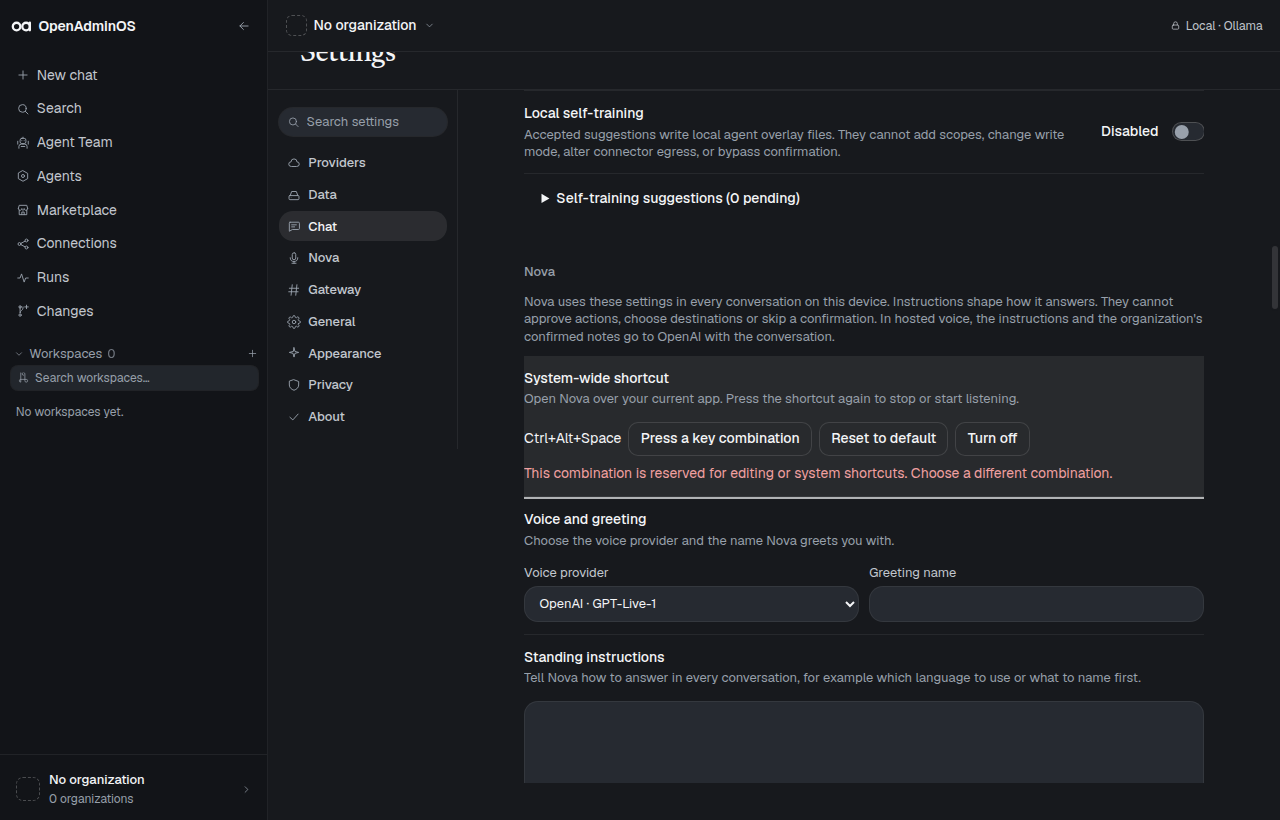 OpenAdminOS
New chat
Search
Agent Team
Agents
Marketplace
Connections
Runs
Changes
Workspaces 0
Search workspaces...
No workspaces yet.
No organization
0 organizations
No organization
Local · Ollama
Settings
Search settings
Providers
Data
Chat
Nova
Gateway
General
Appearance
Privacy
About
Local self-training
Accepted suggestions write local agent overlay files. They cannot add scopes, change write
mode, alter connector egress, or bypass confirmation.
Disabled
Self-training suggestions (0 pending)
Nova
Nova uses these settings in every conversation on this device. Instructions shape how it answers. They cannot
approve actions, choose destinations or skip a confirmation. In hosted voice, the instructions and the organization's
confirmed notes go to OpenAI with the conversation.
System-wide shortcut
Open Nova over your current app. Press the shortcut again to stop or start listening.
Ctrl+Alt+Space Press a key combination Reset to default Turn off
This combination is reserved for editing or system shortcuts. Choose a different combination.
Voice and greeting
Choose the voice provider and the name Nova greets you with.
Voice provider Greeting name
OpenAI · GPT-Live-1
Standing instructions
Tell Nova how to answer in every conversation, for example which language to use or what to name first.